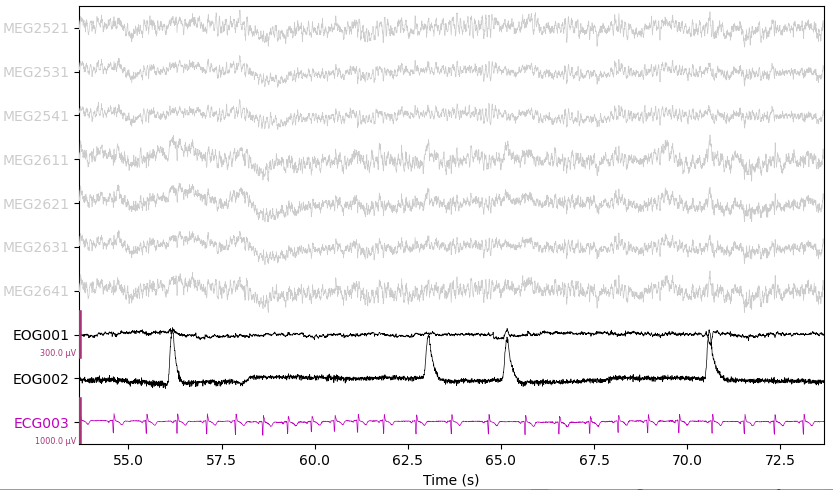 MEG2521
MEG2531
MEG2541
MEG2611
MEG2621
MEG2631
MEG2641
EOG001
300.0 µV
EOG002
ECG003
1000.0 µV
55.0 57.5 60.0 62.5 65.0 67.5 70.0 72.5
Time (s)